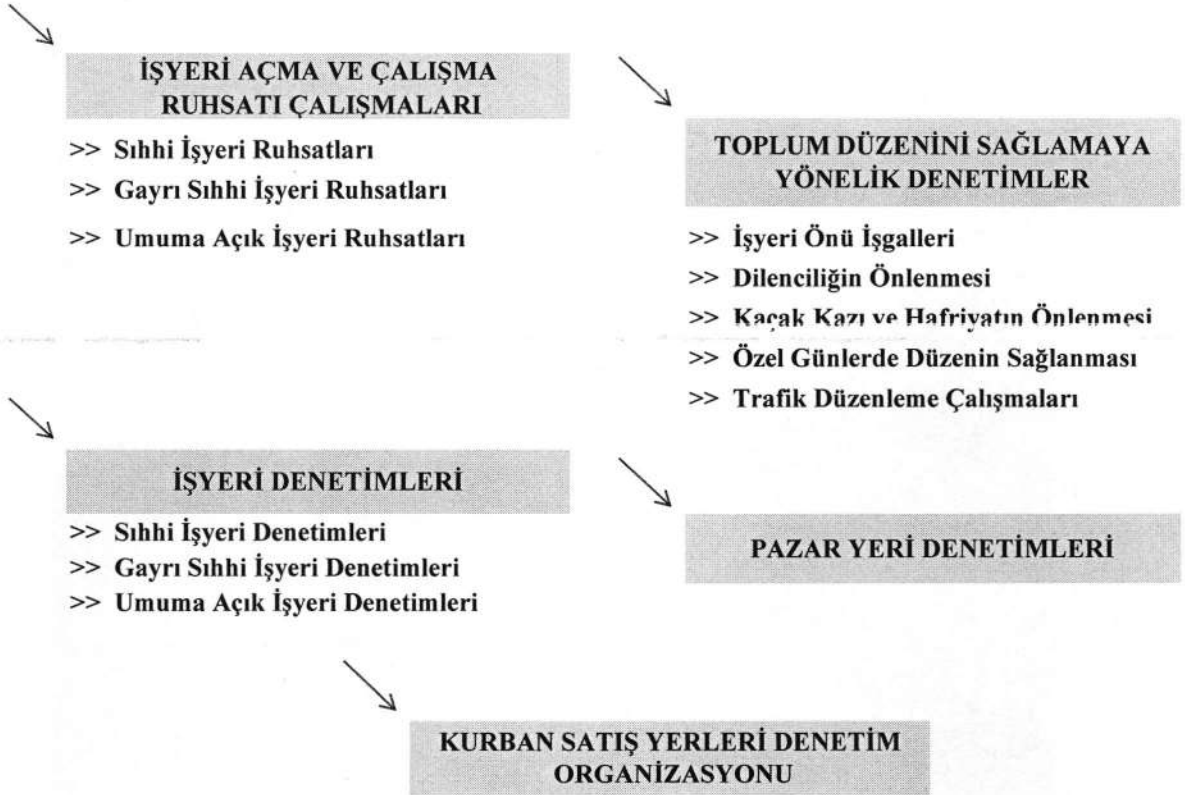 İŞYERİ AÇMA VE ÇALIŞMA
RUHSATI ÇALIŞMALARI
>> Sıhhi İşyeri Ruhsatları
>> Gayrı Sıhhi İşyeri Ruhsatları
>> Umuma Açık İşyeri Ruhsatları
TOPLUM DÜZENİNİ SAĞLAMAYA
YÖNELİK DENETİMLER
>> İşyeri Önü İşgalleri
>> Dilenciliğin Önlenmesi
>> Kaçak Kazı ve Hafriyatın Önlenmesi
>> Özel Günlerde Düzenin Sağlanması
>> Trafik Düzenleme Çalışmaları
İŞYERİ DENETİMLERİ
>> Sıhhi İşyeri Denetimleri
>> Gayrı Sıhhi İşyeri Denetimleri
>> Umuma Açık İşyeri Denetimleri
PAZAR YERİ DENETİMLERİ
KURBAN SATIŞ YERLERİ DENETİM
ORGANİZASYONU